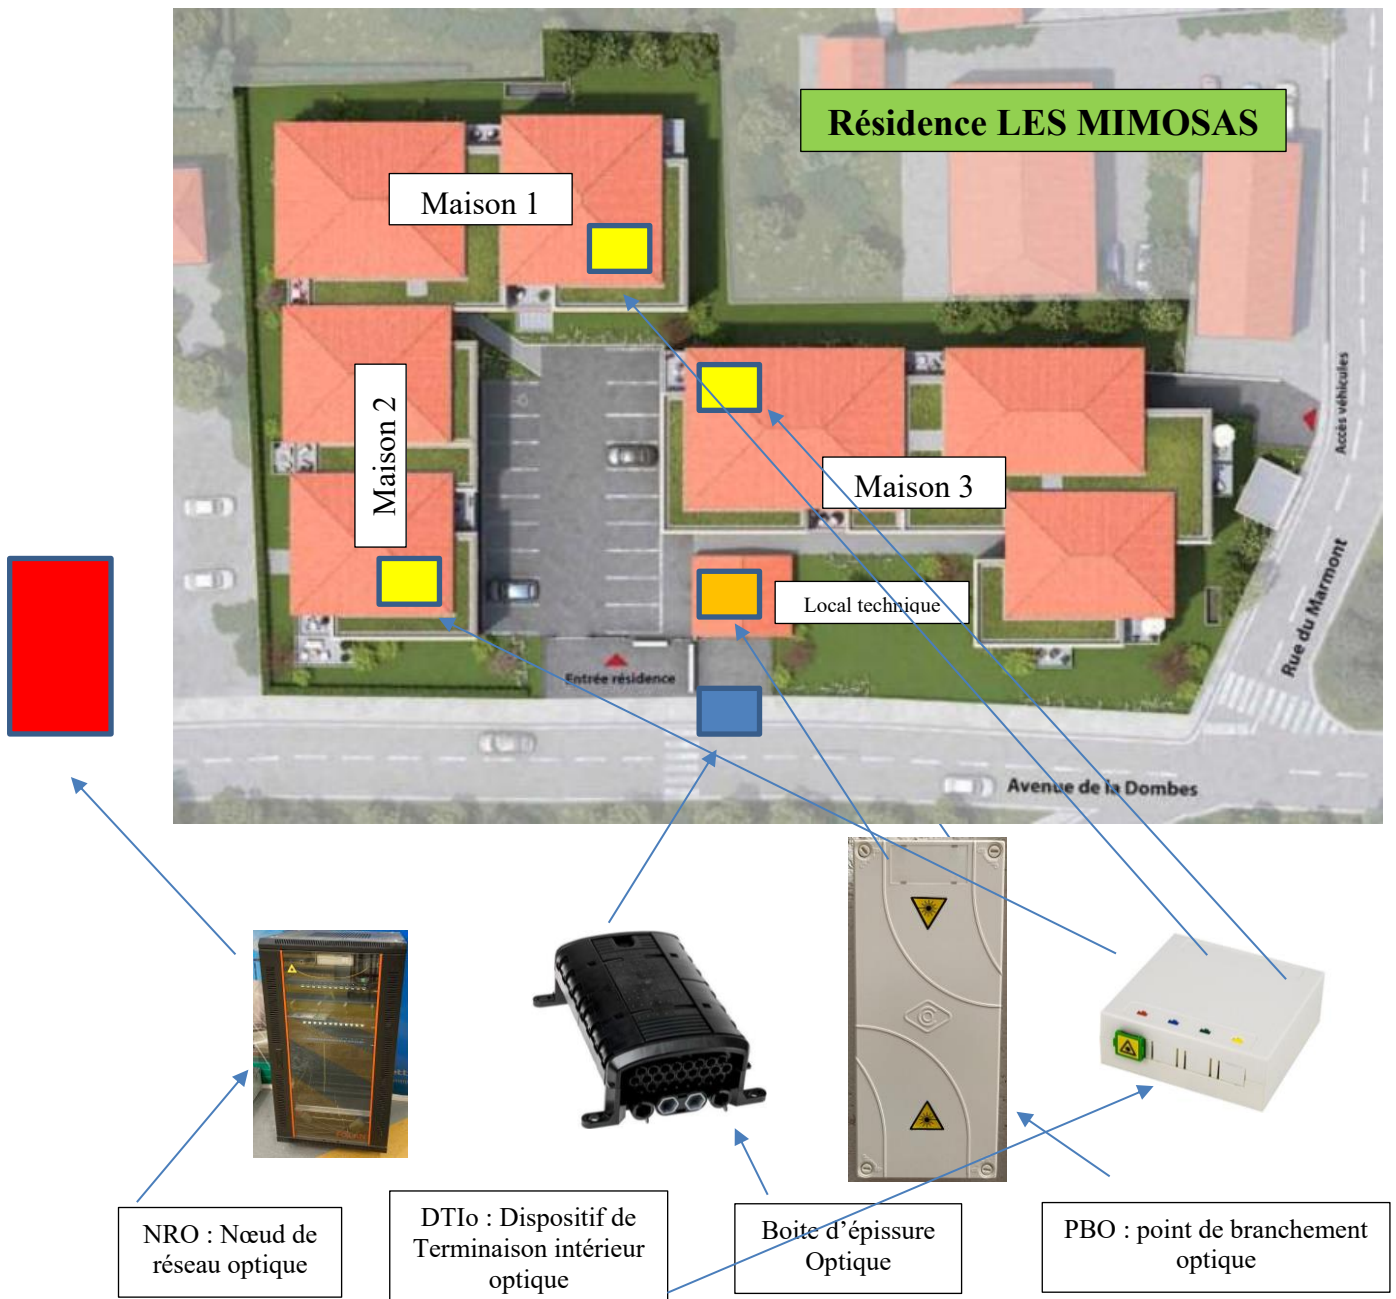 Résidence LES MIMOSAS
Maison 1
Maison 2
Maison 3
Local technique
Entrée résidence
Accès véhicules
Rue du Marmont
Avenue de la Dombes
NRO : Nœud de
réseau optique
DTIo : Dispositif de
Terminaison intérieur
optique
Boite d’épissure
Optique
PBO : point de branchement
optique